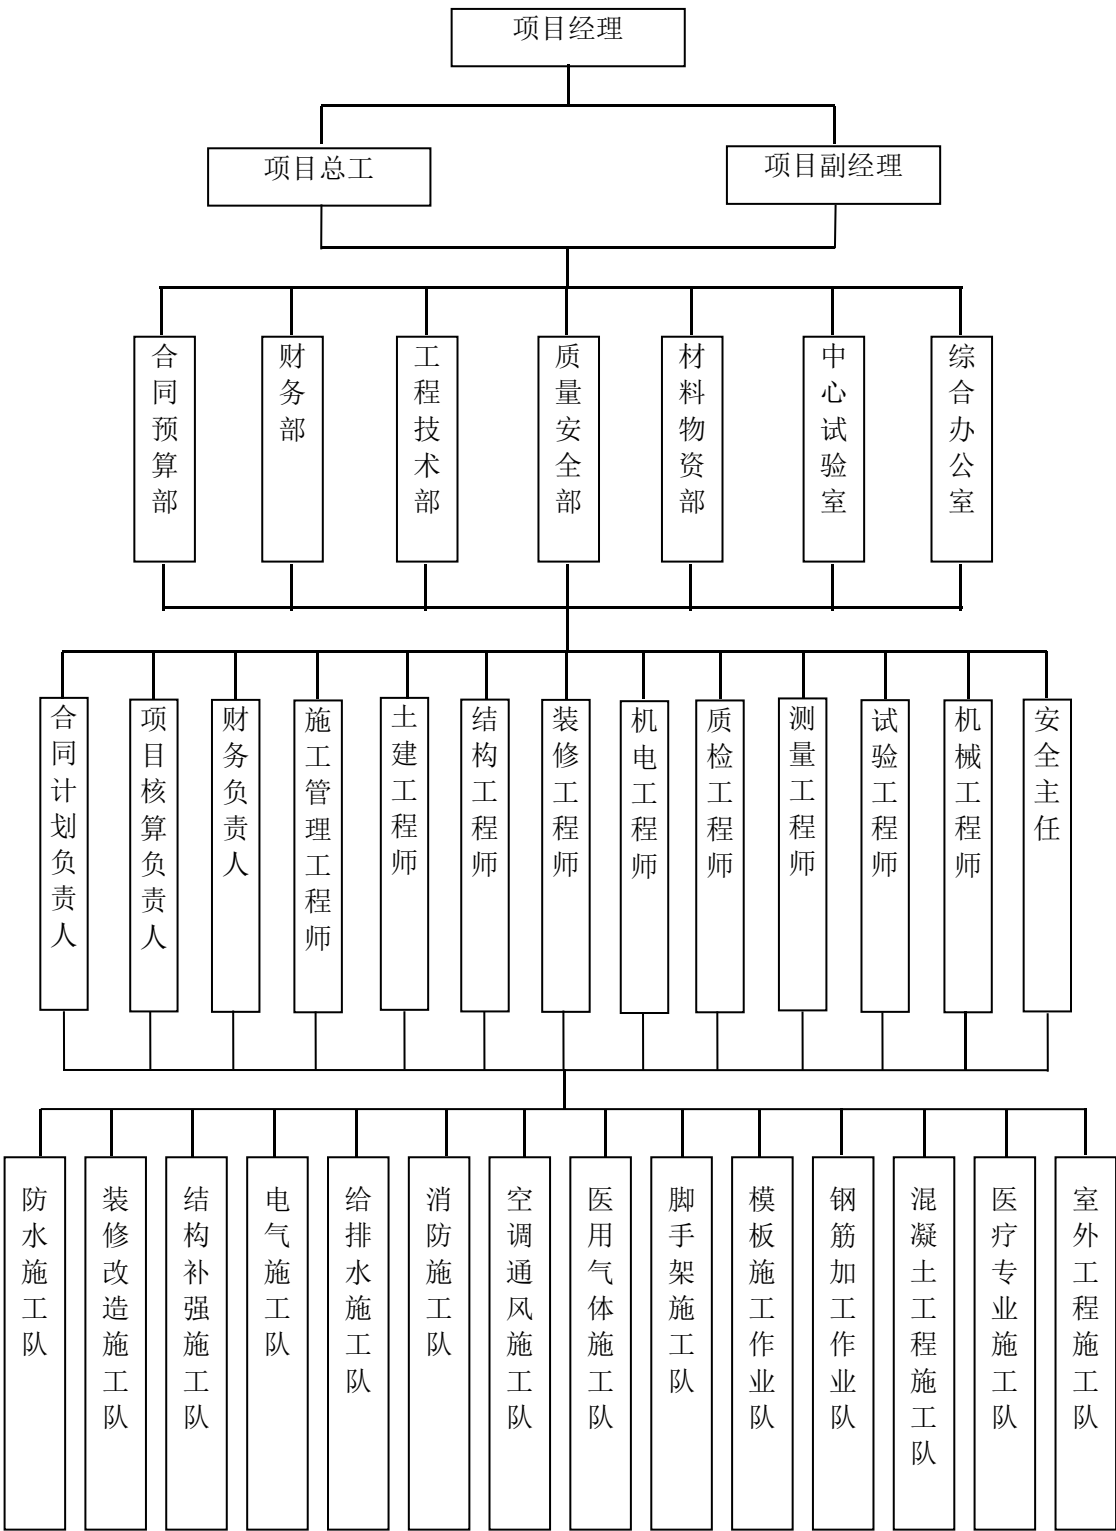 项目经理
项目总工
项目副经理
合同预算部
财务部
工程技术部
质量安全部
材料物资部
中心试验室
综合办公室
合同计划负责人
项目核算负责人
财务负责人
施工管理工程师
土建工程师
结构工程师
装修工程师
机电工程师
质检工程师
测量工程师
试验工程师
机械工程师
安全主任
防水施工队
装修改造施工队
结构补强施工队
电气施工队
给排水施工队
消防施工队
空调通风施工队
医用气体施工队
脚手架施工队
模板施工作业队
钢筋加工作业队
混凝土工程施工队
医疗专业施工队
室外工程施工队